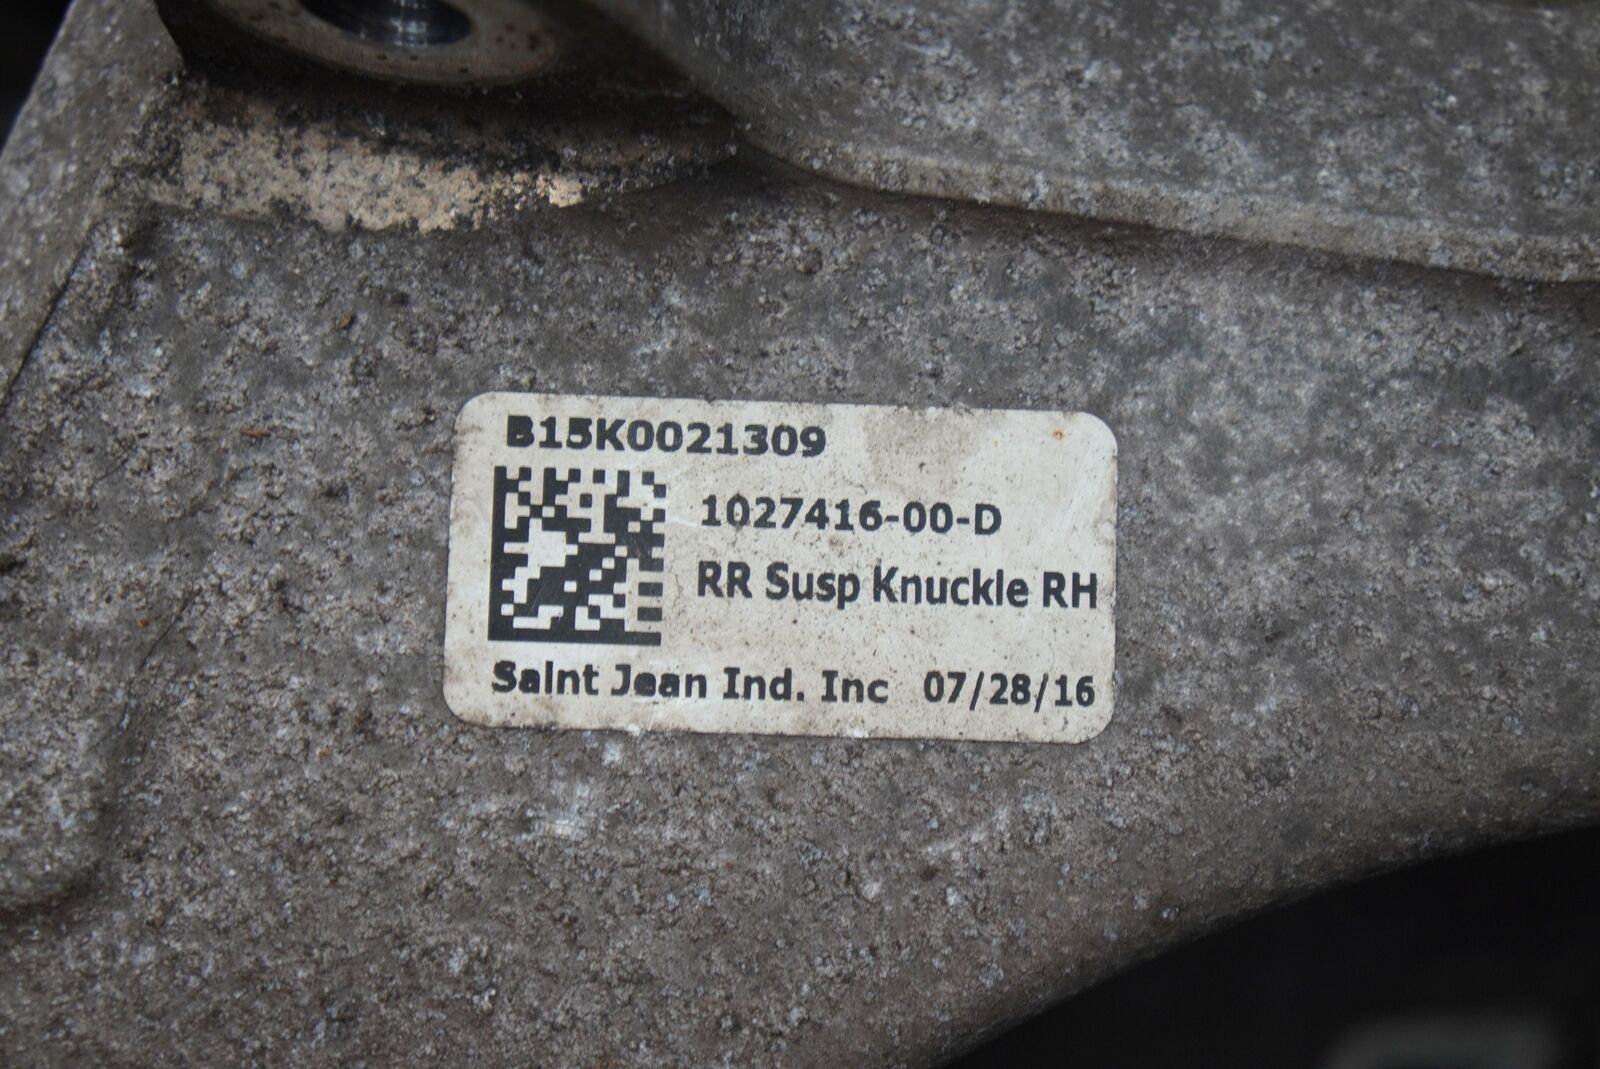 B15K0021309
1027416-00-D
RR Susp Knuckle RH
Saint Jean Ind. Inc 07/28/16